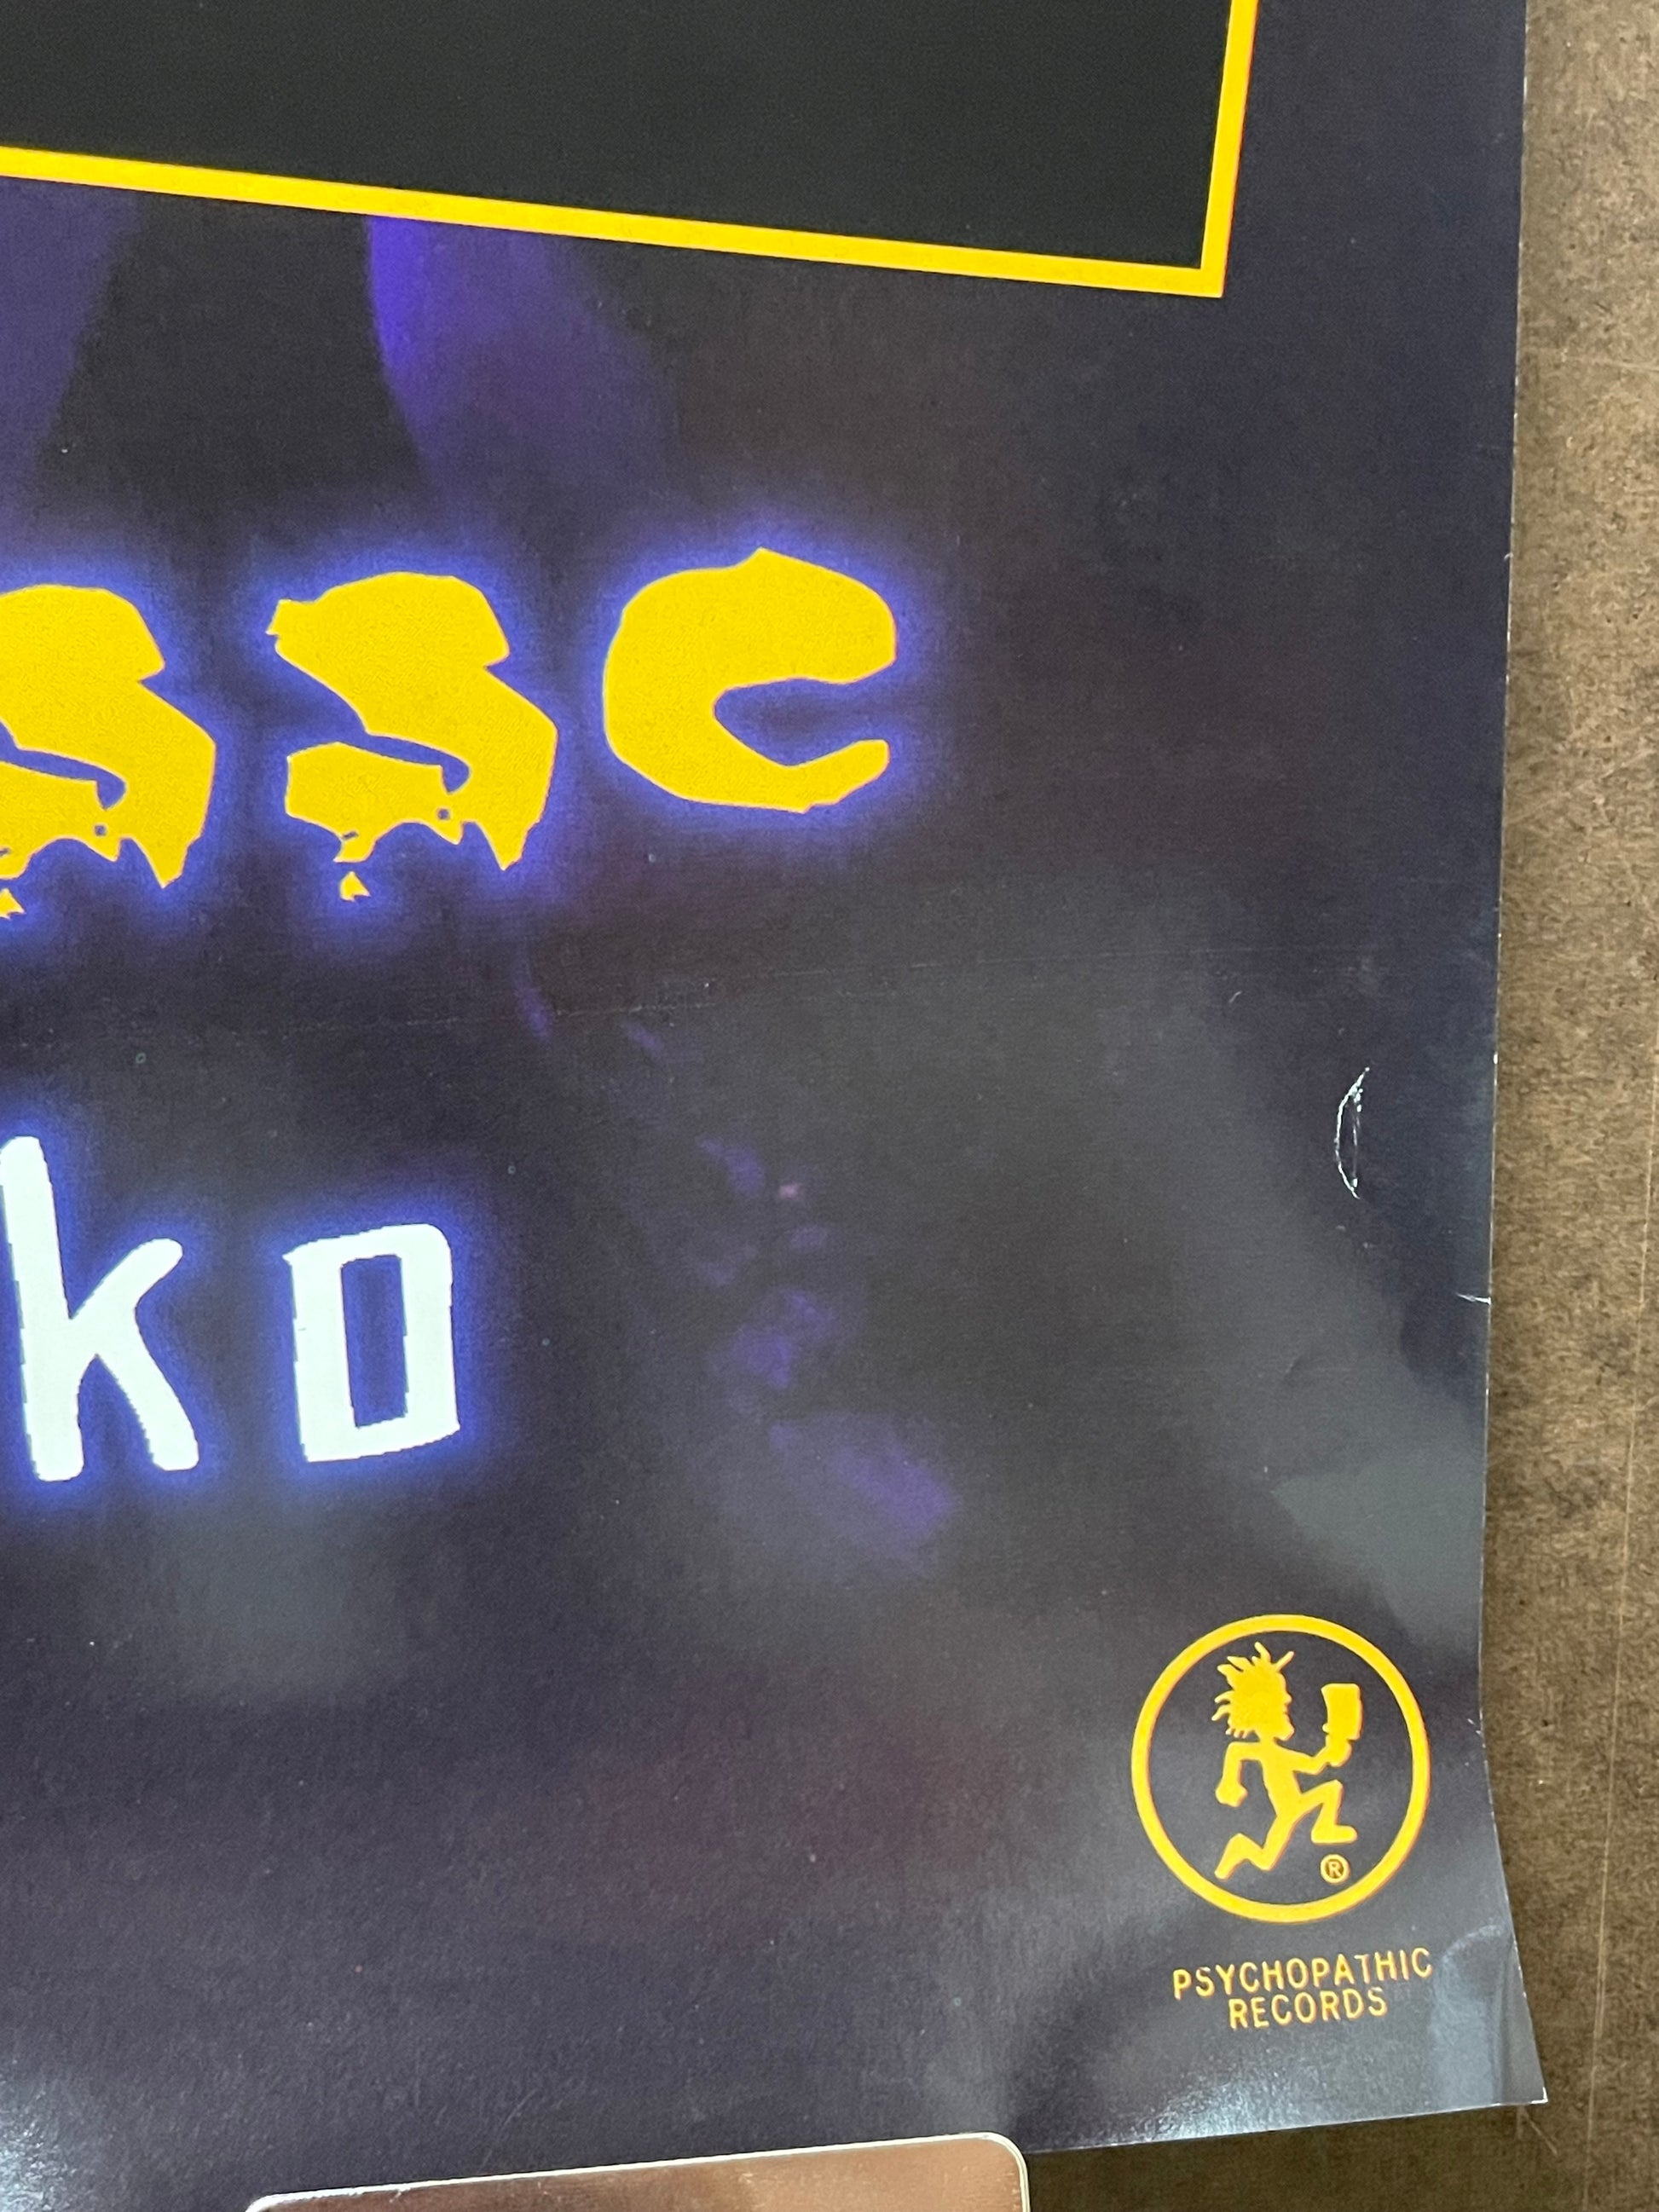 sse
ko
®
PSYCHOPATHIC
RECORDS